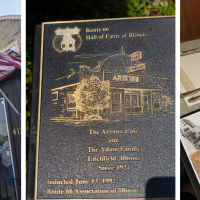 Route 66
Hall of Fame of Illinois
ARISTON
The Ariston Cafe
and
The Adam Family
Litchfield, Illinois
Since 1924
Inducted June 13, 1992
Route 66 Association of Illinois